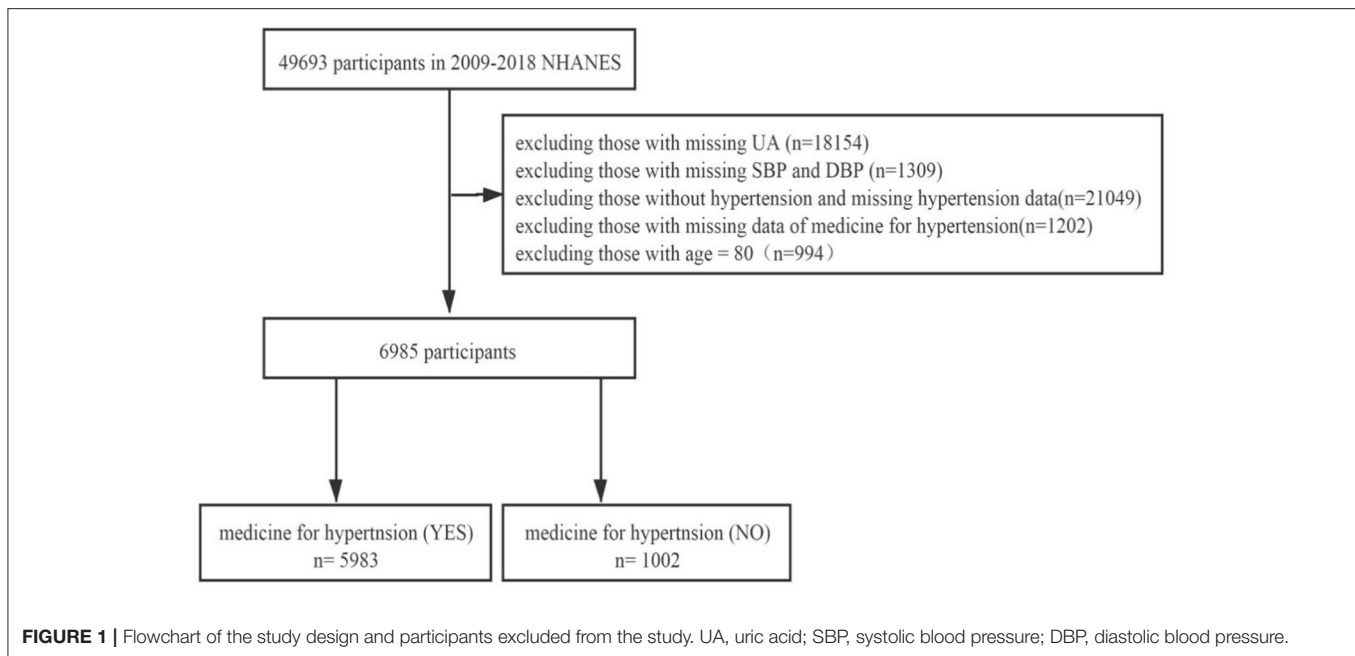 49693 participants in 2009-2018 NHANES
excluding those with missing UA (n=18154)
excluding those with missing SBP and DBP (n=1309)
excluding those without hypertension and missing hypertension data(n=21049)
excluding those with missing data of medicine for hypertension(n=1202)
excluding those with age = 80（n=994）
6985 participants
medicine for hypertnsion (YES)
n= 5983
medicine for hypertnsion (NO)
n= 1002
FIGURE 1 | Flowchart of the study design and participants excluded from the study. UA, uric acid; SBP, systolic blood pressure; DBP, diastolic blood pressure.